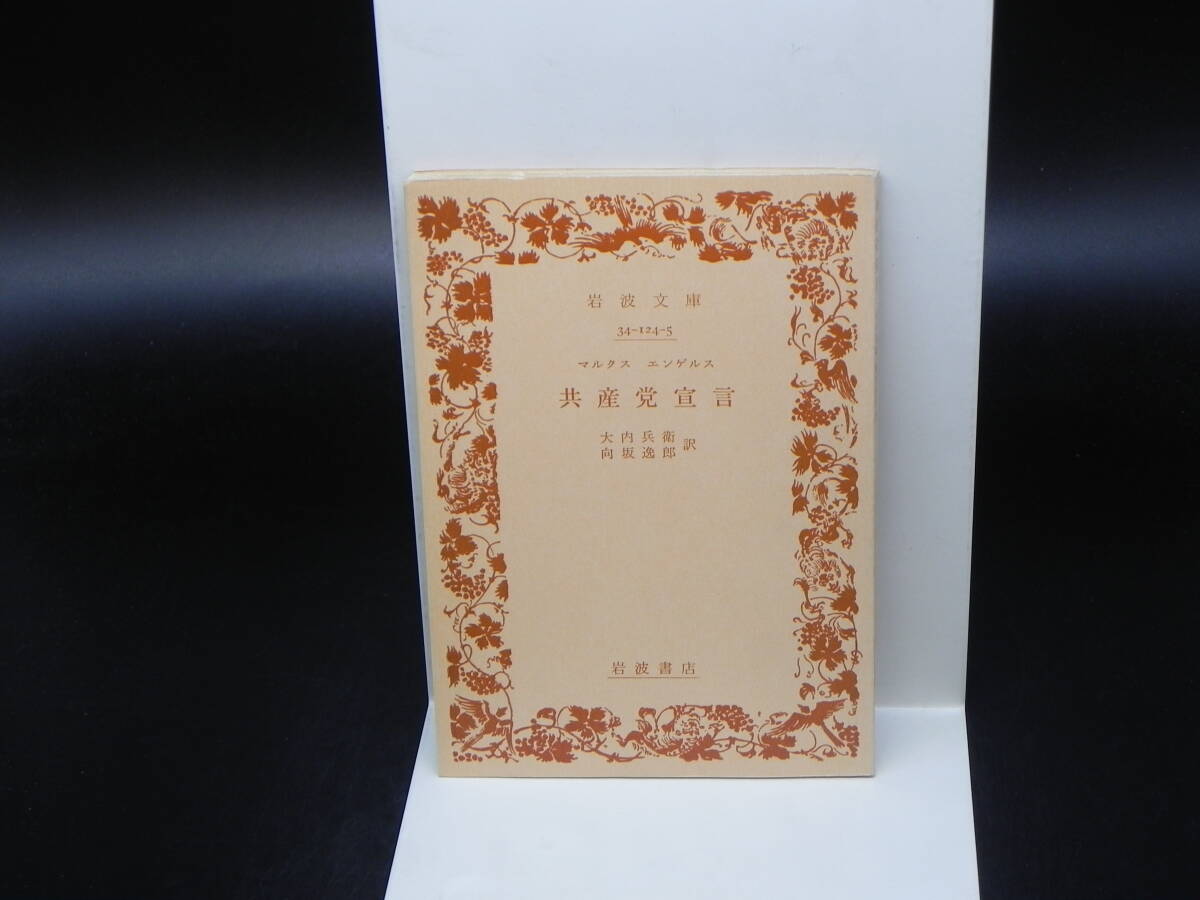 岩波文庫
34-124-5
マルクス エンゲルス
共産党宣言
大内兵衛
向坂逸郎 訳
岩波書店